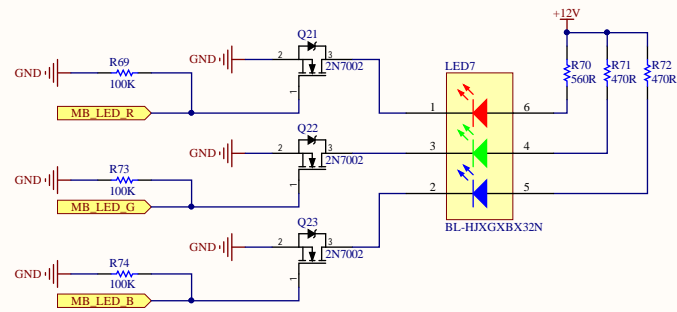 +12V
Q21
GND
2
3
2N7002
1
R69
GND
100K
MB_LED_R
LED7
R70
560R
R71
470R
R72
470R
1
6
Q22
GND
2
3
2N7002
1
3
4
R73
GND
100K
MB_LED_G
2
5
Q23
GND
2
3
2N7002
1
BL-HJXGXBX32N
R74
GND
100K
MB_LED_B